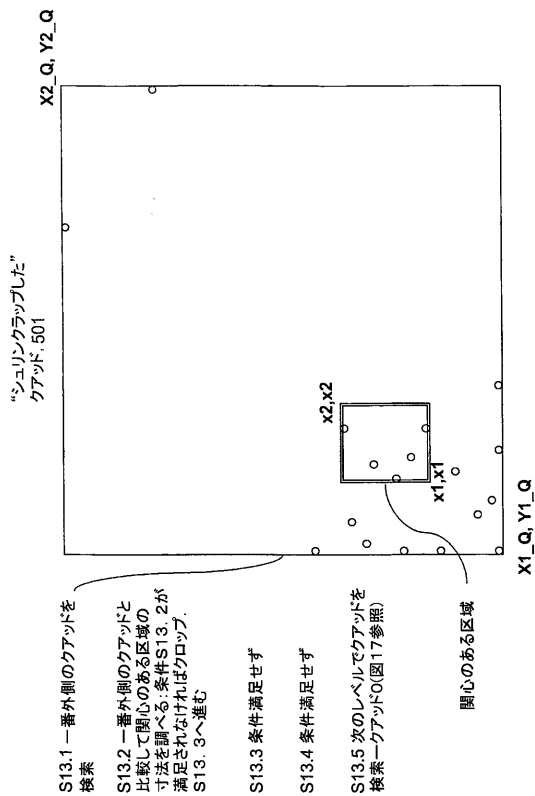 "シュリンクラップした"
クアッド, 501
X2_Q, Y2_Q
S13.1 一番外側のクアッドを
検索
S13.2 一番外側のクアッドと
比較して関心のある区域の
寸法を調べる:条件S13. 2が
満足されなければクロップ.
S13. 3へ進む
S13.3 条件満足せず
S13.4 条件満足せず
S13.5 次のレベルでクアッドを
検索ークアッド0(図17参照)
x2,x2
x1,x1
関心のある区域
X1_Q, Y1_Q